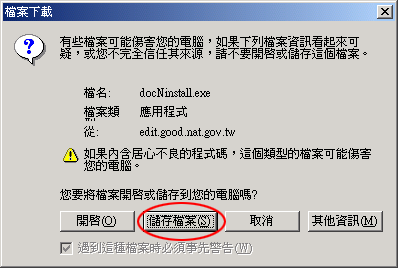 檔案下載
有些檔案可能傷害您的電腦，如果下列檔案資訊看起來可
疑，或您不完全信任其來源，請不要開啓或儲存這個檔案。
檔名: docNinstall.exe
檔案類 應用程式
從: edit.good.nat.gov.tw
如果內含居心不良的程式碼，這個類型的檔案可能傷害
您的電腦。
您要將檔案開啓或儲存到您的電腦嗎?
開啓(O) 儲存檔案(S) 取消 其他資訊(M)
遇到這種檔案時必須事先警告(W)